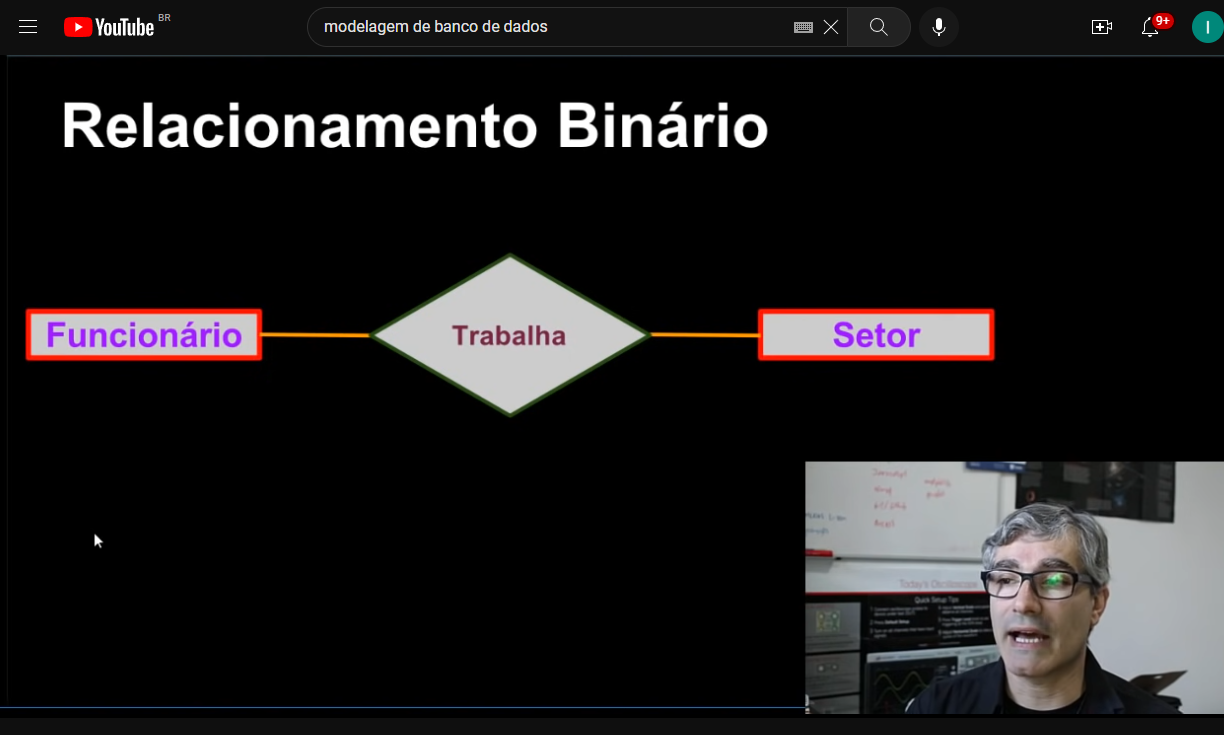 YouTube BR
modelagem de banco de dados
9+
I
Relacionamento Binário
Funcionário
Trabalha
Setor
Today's Oscilloscope
Quick Setup Tips